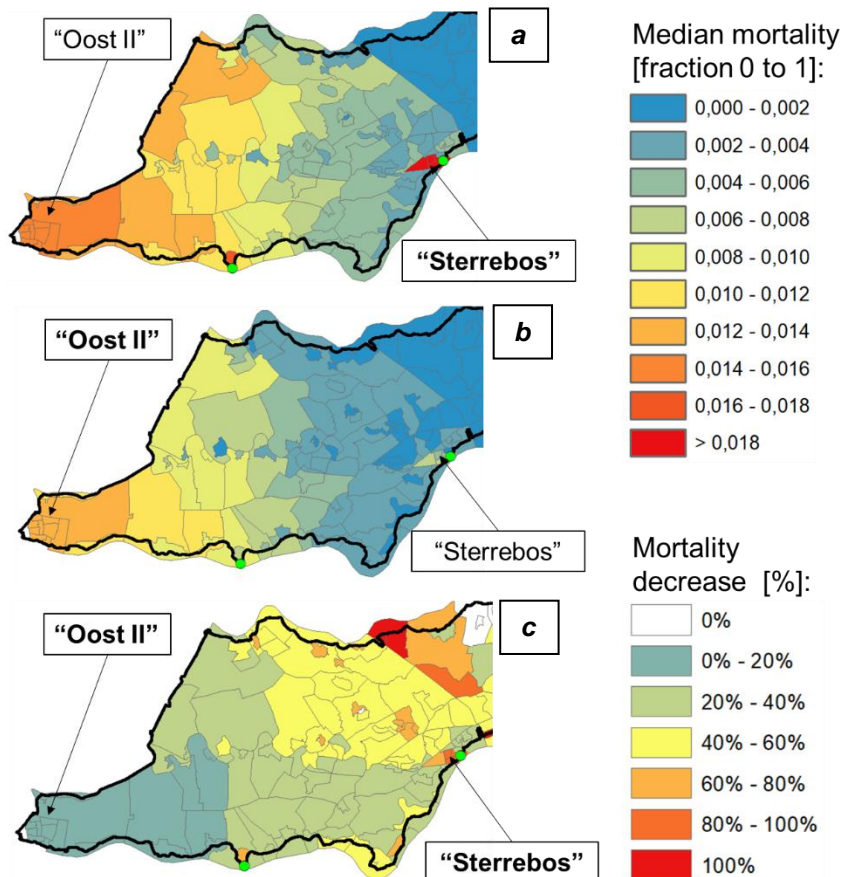 "Oost II"
a
"Sterrebos"
"Oost II"
b
"Sterrebos"
"Oost II"
c
"Sterrebos"
Median mortality
[fraction 0 to 1]:
0,000 - 0,002
0,002 - 0,004
0,004 - 0,006
0,006 - 0,008
0,008 - 0,010
0,010 - 0,012
0,012 - 0,014
0,014 - 0,016
0,016 - 0,018
> 0,018
Mortality
decrease [%]:
0%
0% - 20%
20% - 40%
40% - 60%
60% - 80%
80% - 100%
100%